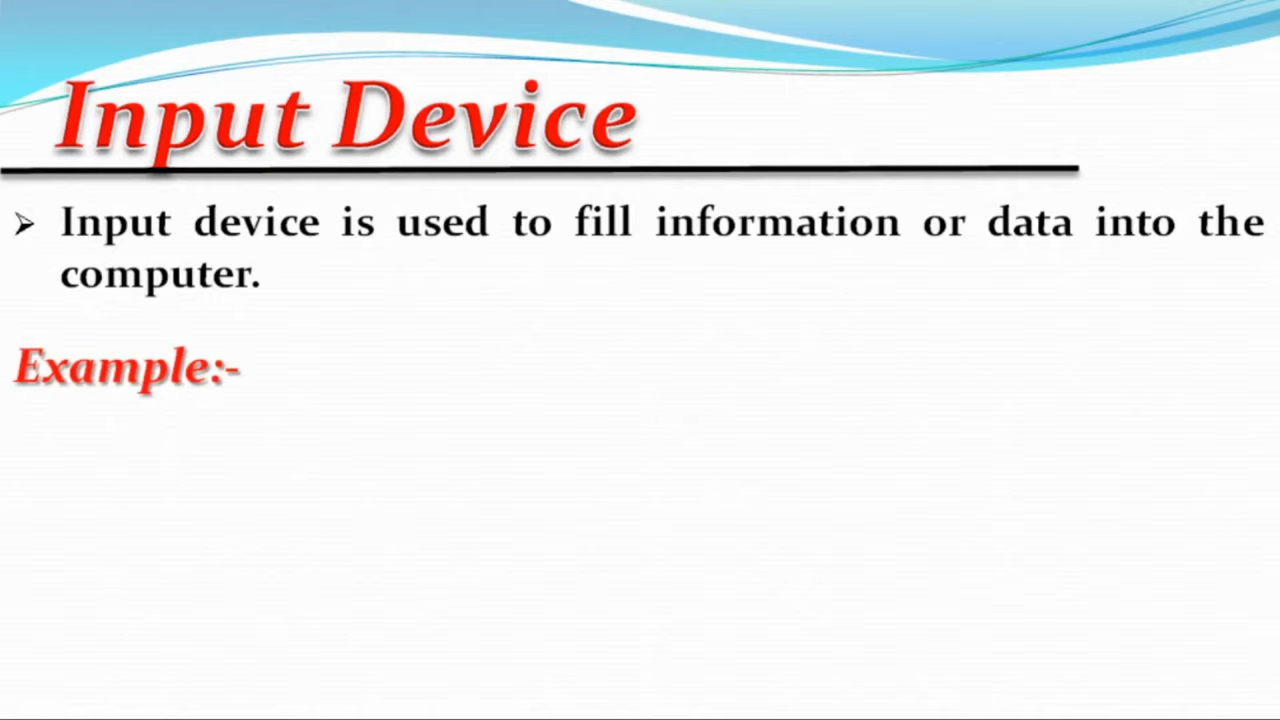 Input Device
➢ Input device is used to fill information or data into the
computer.
Example:-